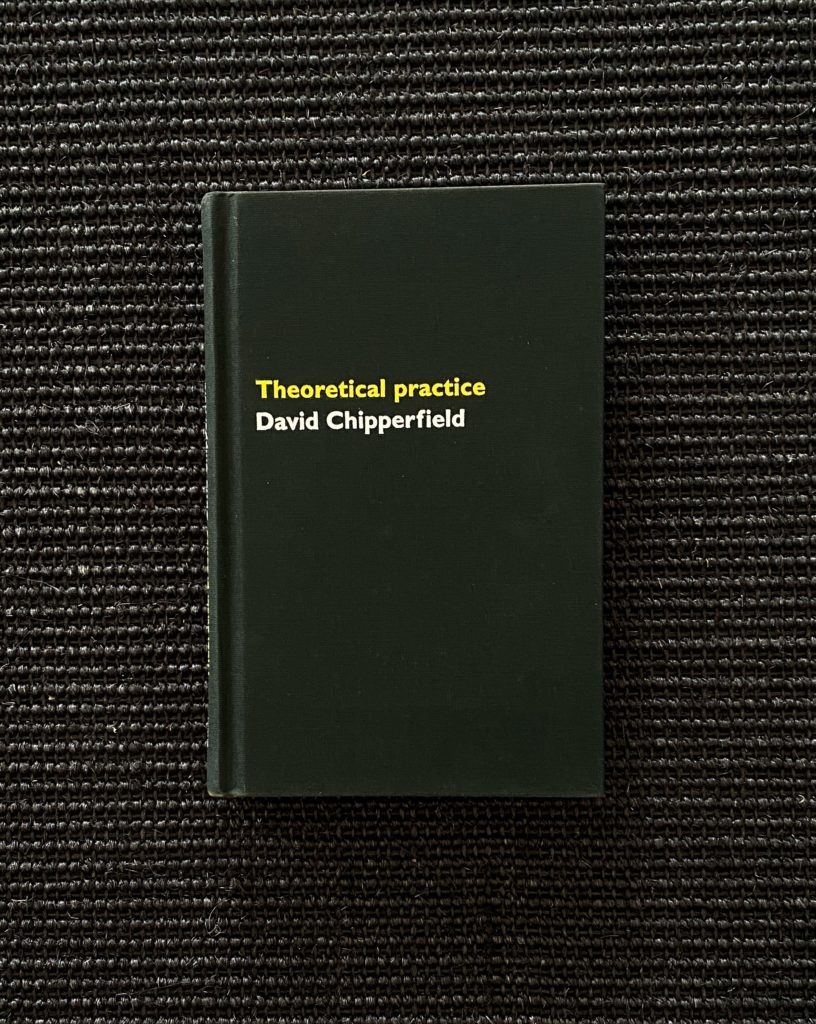 Theoretical practice
David Chipperfield